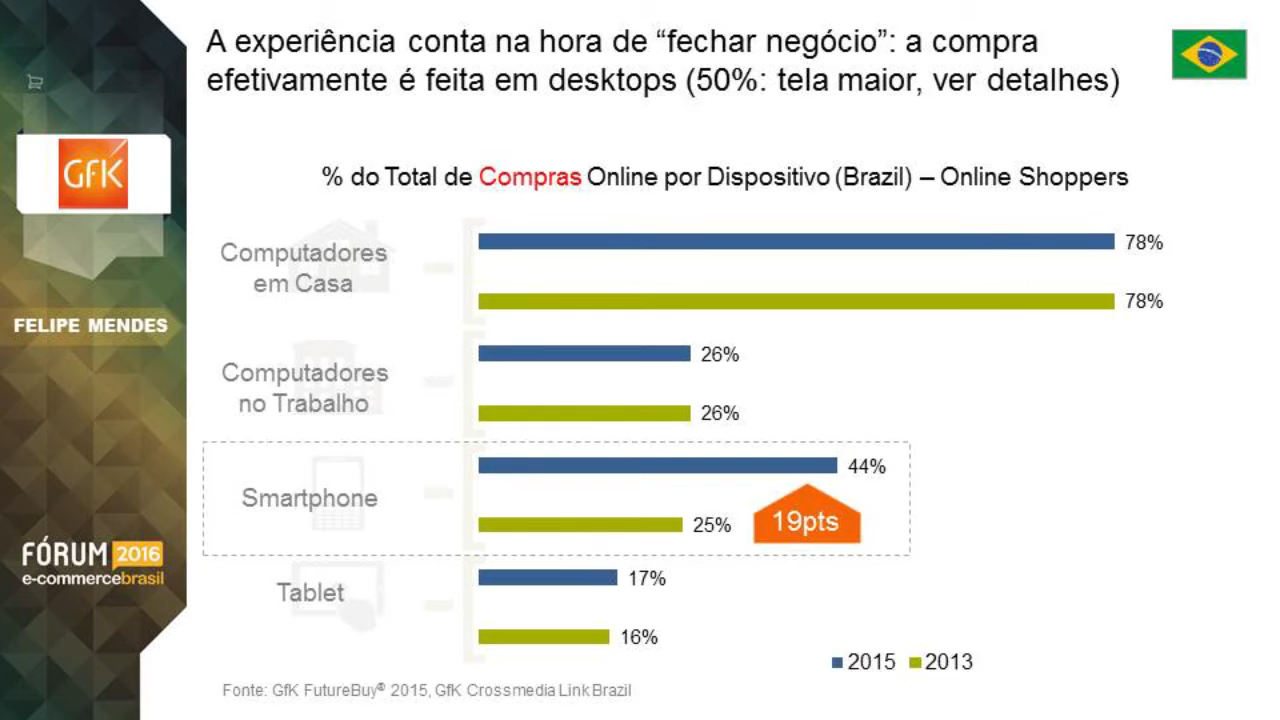 A experiência conta na hora de “fechar negócio”: a compra
efetivamente é feita em desktops (50%: tela maior, ver detalhes)
GfK
FELIPE MENDES
FÓRUM 2016
e-commercebrasil
% do Total de Compras Online por Dispositivo (Brazil) – Online Shoppers
Computadores
em Casa
78%
78%
Computadores
no Trabalho
26%
26%
Smartphone
44%
25%
19pts
Tablet
17%
16%
2015 2013
Fonte: GfK FutureBuy® 2015, GfK Crossmedia Link Brazil